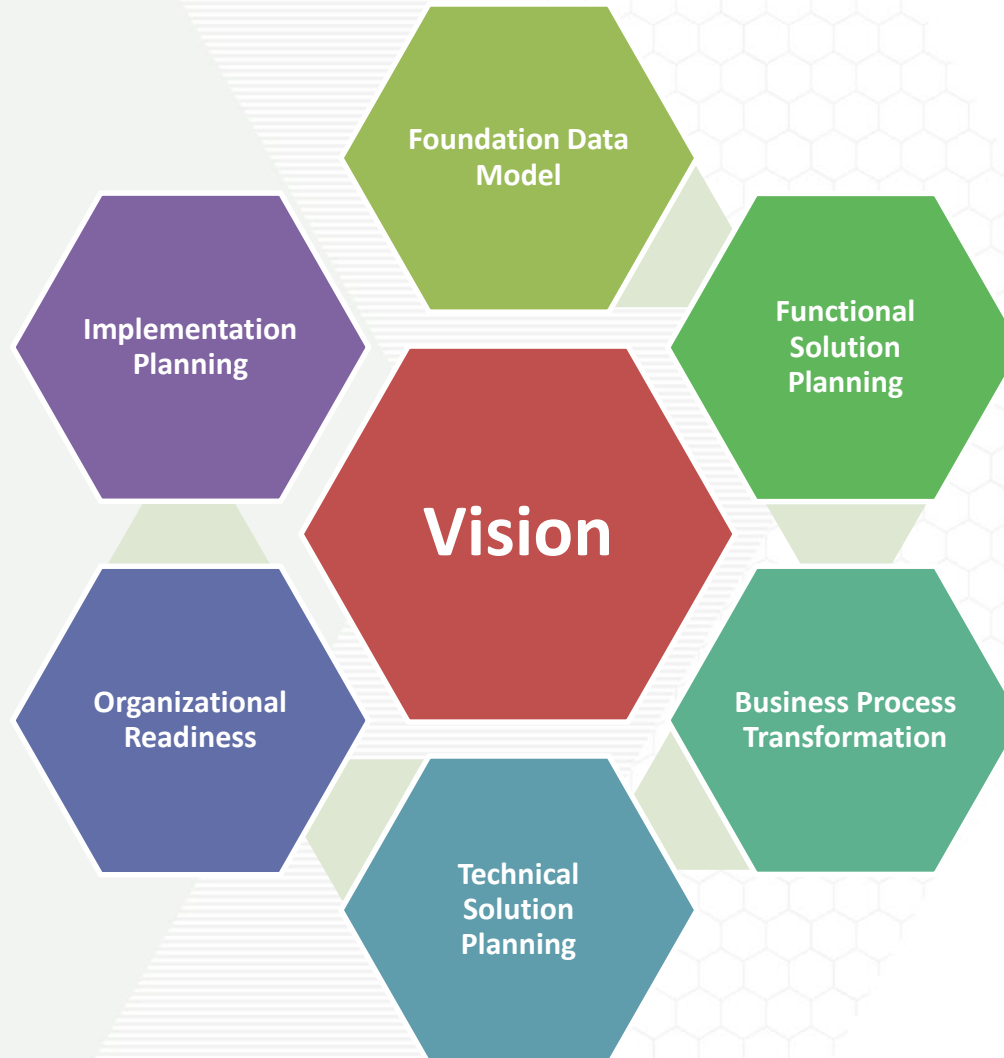 Foundation Data
Model
Functional
Solution
Planning
Business Process
Transformation
Technical
Solution
Planning
Organizational
Readiness
Implementation
Planning
Vision